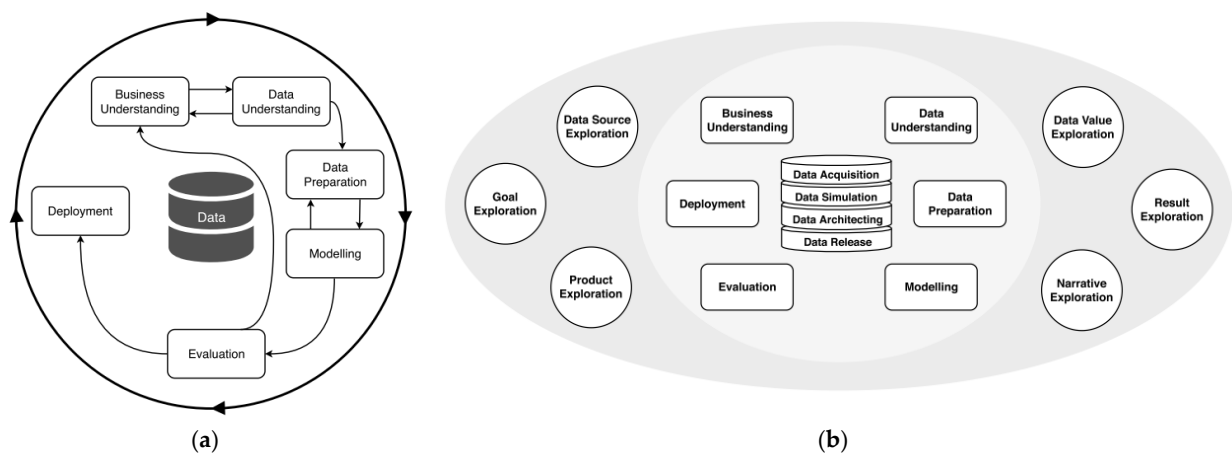 Business
Understanding
Data
Understanding
Data
Preparation
Deployment
Data
Modelling
Evaluation
(a)
Data Source
Exploration
Business
Understanding
Data
Understanding
Data Value
Exploration
Goal
Exploration
Deployment
Data Acquisition
Data Simulation
Data Architecting
Data Release
Data
Preparation
Result
Exploration
Product
Exploration
Evaluation
Modelling
Narrative
Exploration
(b)